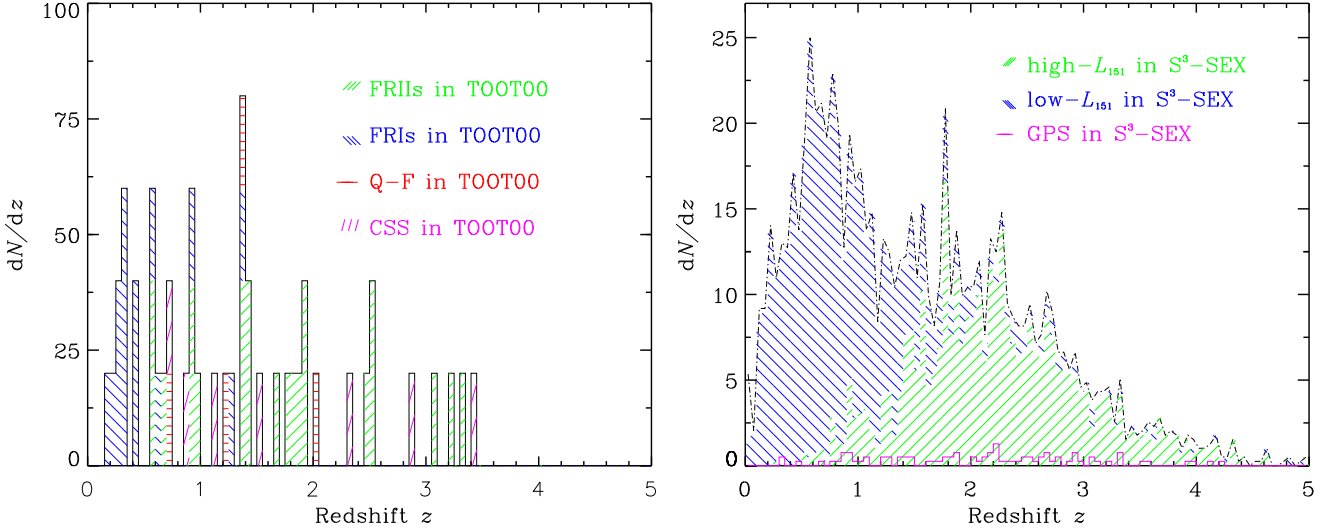 100
75
50
25
0
dN/dz
FRIIs in TOOT00
FRIs in TOOT00
Q-F in TOOT00
CSS in TOOT00
0 1 2 3 4 5
Redshift z
25
20
15
10
5
0
dN/dz
high-L₁₅₁ in S³-SEX
low-L₁₅₁ in S³-SEX
GPS in S³-SEX
0 1 2 3 4 5
Redshift z